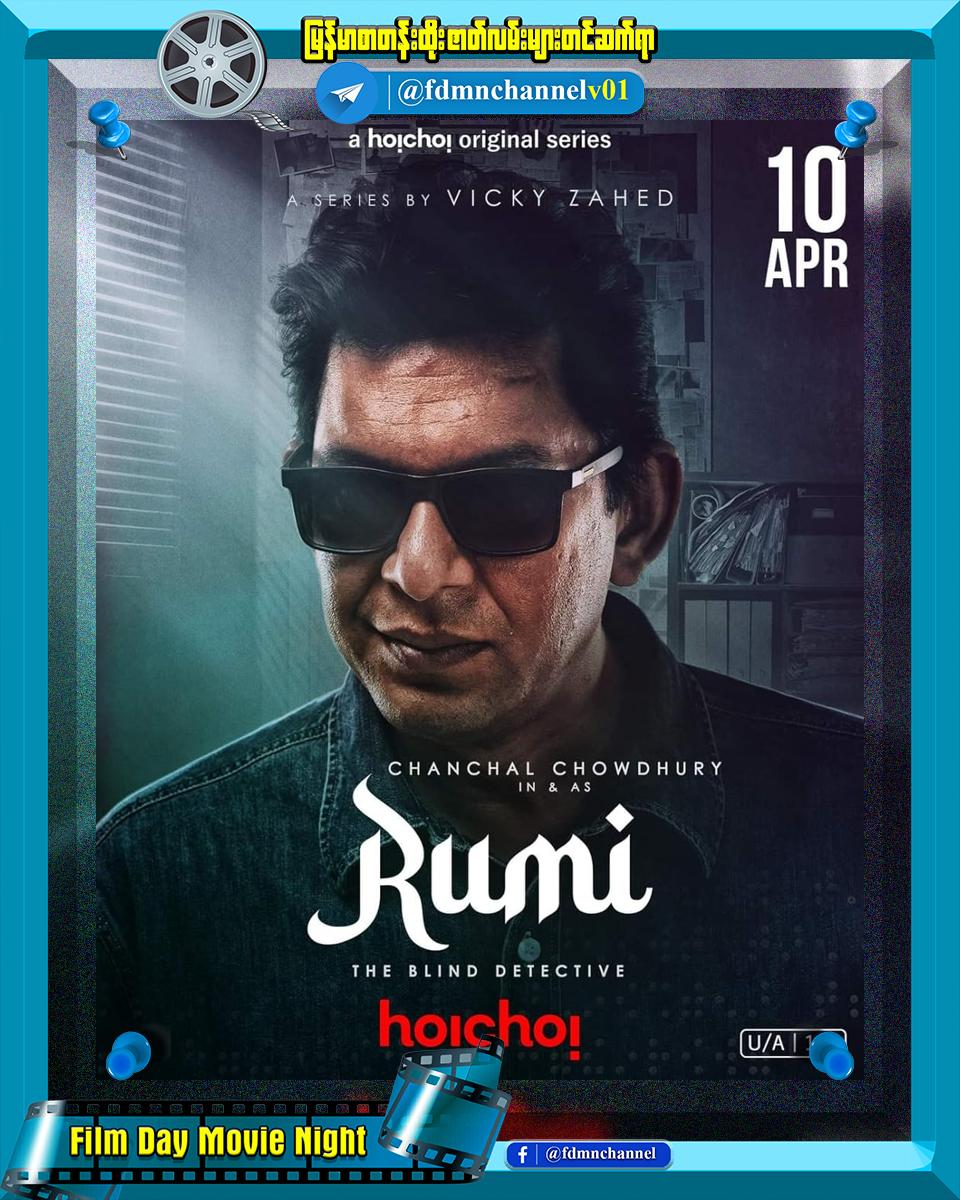 မြန်မာစာတန်းထိုးဇာတ်လမ်းများတင်ဆက်ရာ
@fdmnchannelv01
a hoichoi original series
A SERIES BY VICKY ZAHED
10
APR
CHANCHAL CHOWDHURY
IN & AS
Rumi
THE BLIND DETECTIVE
hoichoi
U/A
Film Day Movie Night
@fdmnchannel